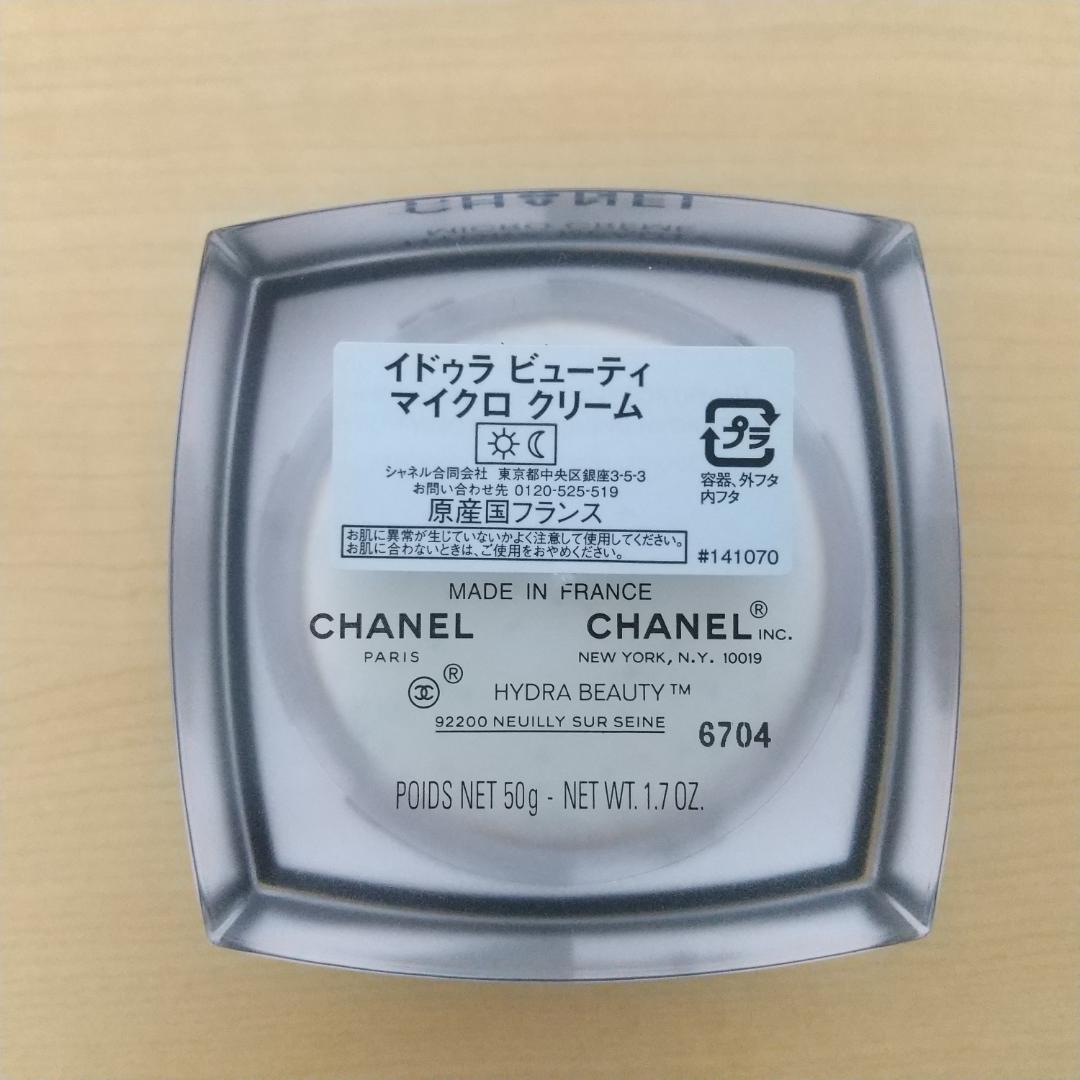 CHANEL
MICRO CRÈME
イドゥラ ビューティ
マイクロ クリーム
シャネル合同会社 東京都中央区銀座3-5-3
お問い合わせ先 0120-525-519
原産国フランス
お肌に異常が生じていないかよく注意して使用してください。
お肌に合わないときは、ご使用をおやめください。
プラ
容器、外フタ
内フタ
#141070
MADE IN FRANCE
CHANEL
PARIS
CHANEL® INC.
NEW YORK, N.Y. 10019
® HYDRA BEAUTY™
92200 NEUILLY SUR SEINE
6704
POIDS NET 50g - NET WT. 1.7 OZ.